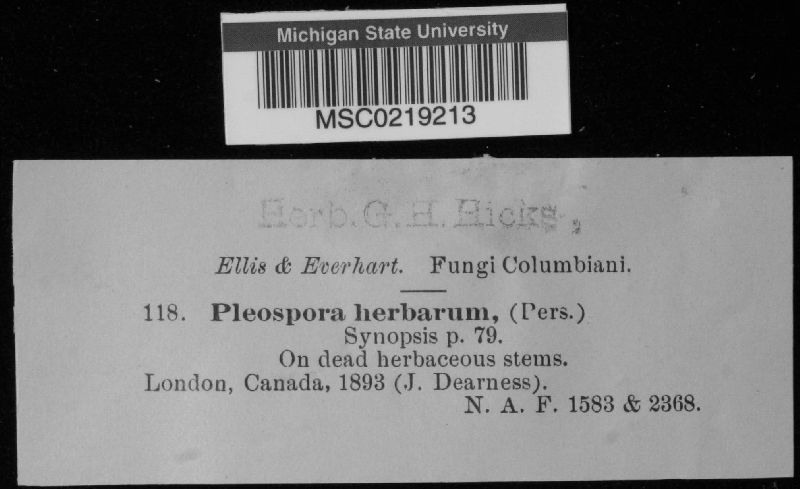 Michigan State University
MSC0219213
Herb. G. H. Hicks,
Ellis & Everhart. Fungi Columbiani.
118. Pleospora herbarum, (Pers.)
Synopsis p. 79.
On dead herbaceous stems.
London, Canada, 1893 (J. Dearness).
N. A. F. 1583 & 2368.